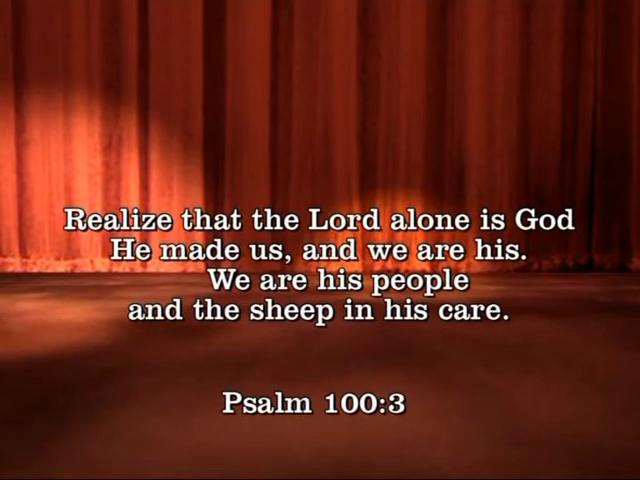 Realize that the Lord alone is God
He made us, and we are his.
We are his people
and the sheep in his care.
Psalm 100:3